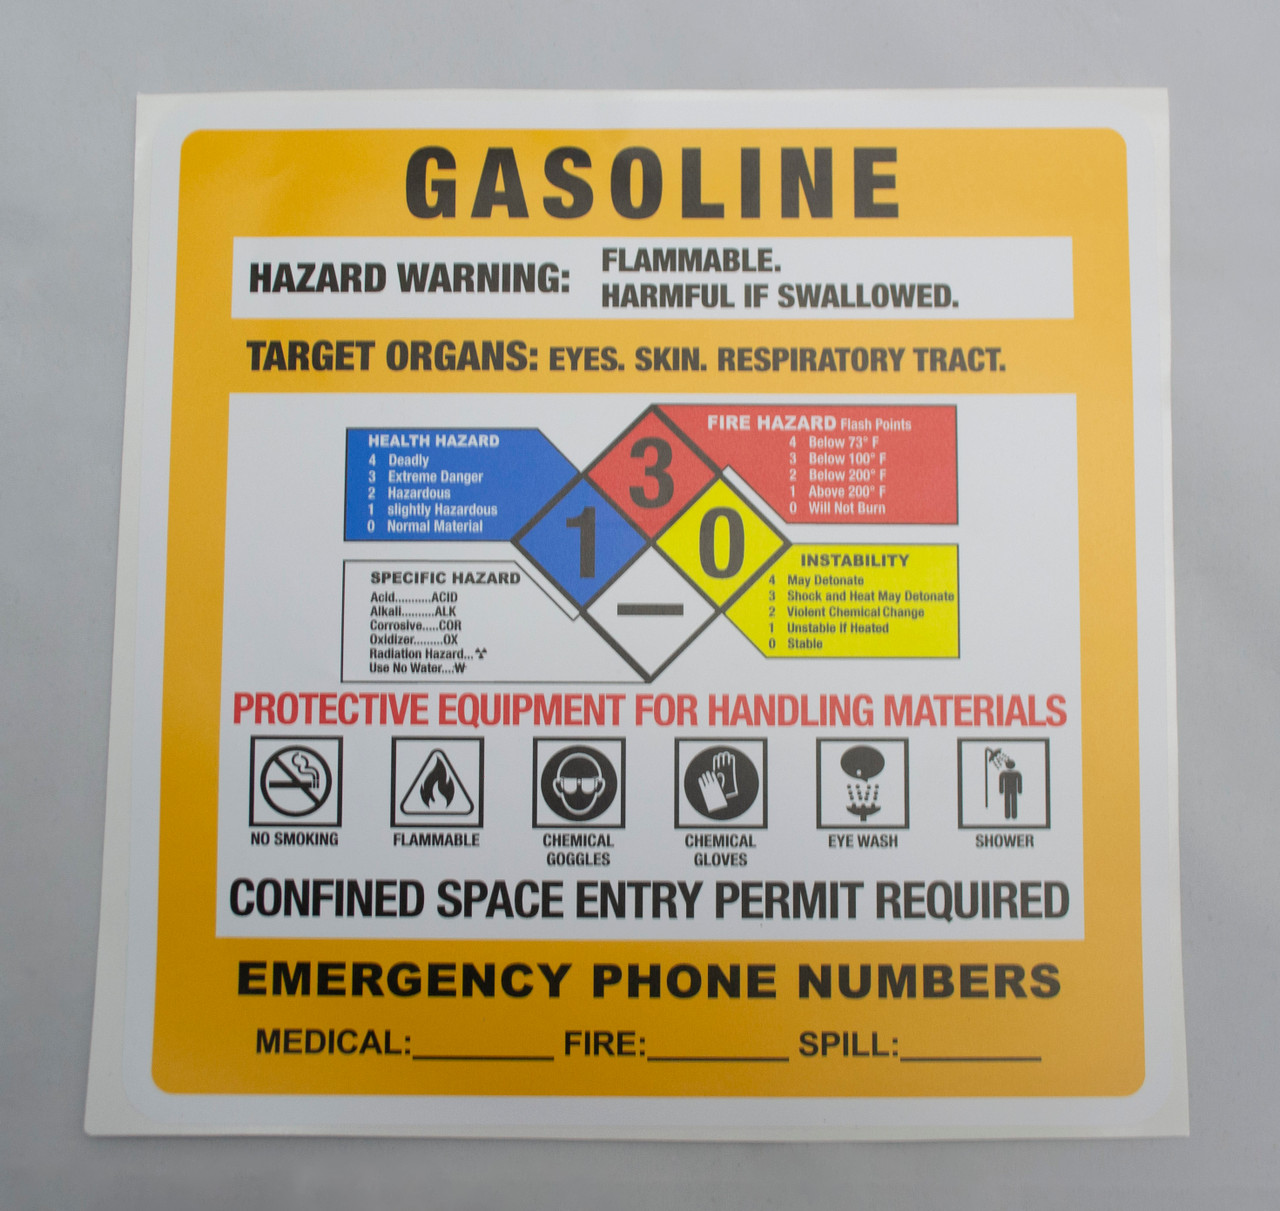 GASOLINE
HAZARD WARNING:
FLAMMABLE.
HARMFUL IF SWALLOWED.
TARGET ORGANS: EYES. SKIN. RESPIRATORY TRACT.
HEALTH HAZARD
4 Deadly
3 Extreme Danger
2 Hazardous
1 slightly Hazardous
0 Normal Material
3
1
0
—
FIRE HAZARD Flash Points
4 Below 73° F
3 Below 100° F
2 Below 200° F
1 Above 200° F
0 Will Not Burn
SPECIFIC HAZARD
Acid...........ACID
Alkali..........ALK
Corrosive.....COR
Oxidizer.........OX
Radiation Hazard...☢
Use No Water....W̶
INSTABILITY
4 May Detonate
3 Shock and Heat May Detonate
2 Violent Chemical Change
1 Unstable If Heated
0 Stable
PROTECTIVE EQUIPMENT FOR HANDLING MATERIALS
NO SMOKING
FLAMMABLE
CHEMICAL
GOGGLES
CHEMICAL
GLOVES
EYE WASH
SHOWER
CONFINED SPACE ENTRY PERMIT REQUIRED
EMERGENCY PHONE NUMBERS
MEDICAL:_________ FIRE:_________ SPILL:_________